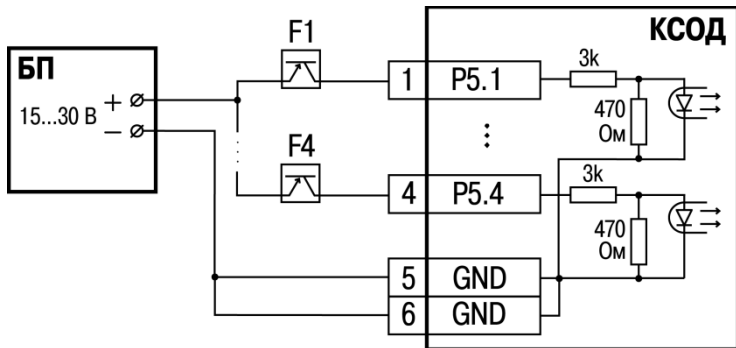 БП
15...30 В
+
–
F1
F4
КСОД
1 P5.1
3k
470
Ом
4 P5.4
3k
470
Ом
5 GND
6 GND